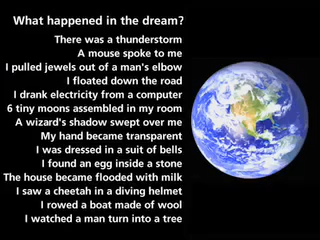 What happened in the dream?
There was a thunderstorm
A mouse spoke to me
I pulled jewels out of a man's elbow
I floated down the road
I drank electricity from a computer
6 tiny moons assembled in my room
A wizard's shadow swept over me
My hand became transparent
I was dressed in a suit of bells
I found an egg inside a stone
The house became flooded with milk
I saw a cheetah in a diving helmet
I rowed a boat made of wool
I watched a man turn into a tree